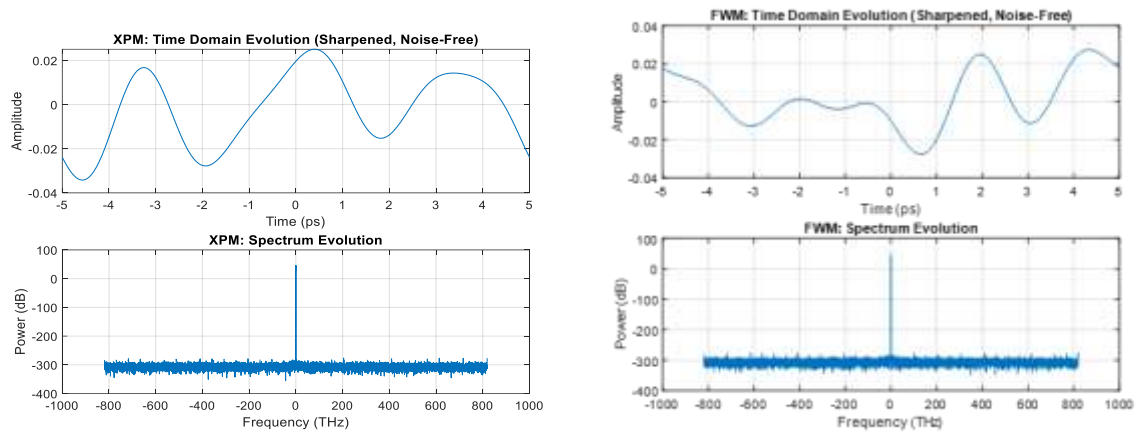 XPM: Time Domain Evolution (Sharpened, Noise-Free)
0.02
0
-0.02
-0.04
Amplitude
-5 -4 -3 -2 -1 0 1 2 3 4 5
Time (ps)
XPM: Spectrum Evolution
100
0
-100
-200
-300
-400
Power (dB)
-1000 -800 -600 -400 -200 0 200 400 600 800 1000
Frequency (THz)
FWM: Time Domain Evolution (Sharpened, Noise-Free)
0.04
0.02
0
-0.02
-0.04
Amplitude
-5 -4 -3 -2 -1 0 1 2 3 4 5
Time (ps)
FWM: Spectrum Evolution
100
0
-100
-200
-300
-400
Power (dB)
-1000 -800 -600 -400 -200 0 200 400 600 800 1000
Frequency (THz)